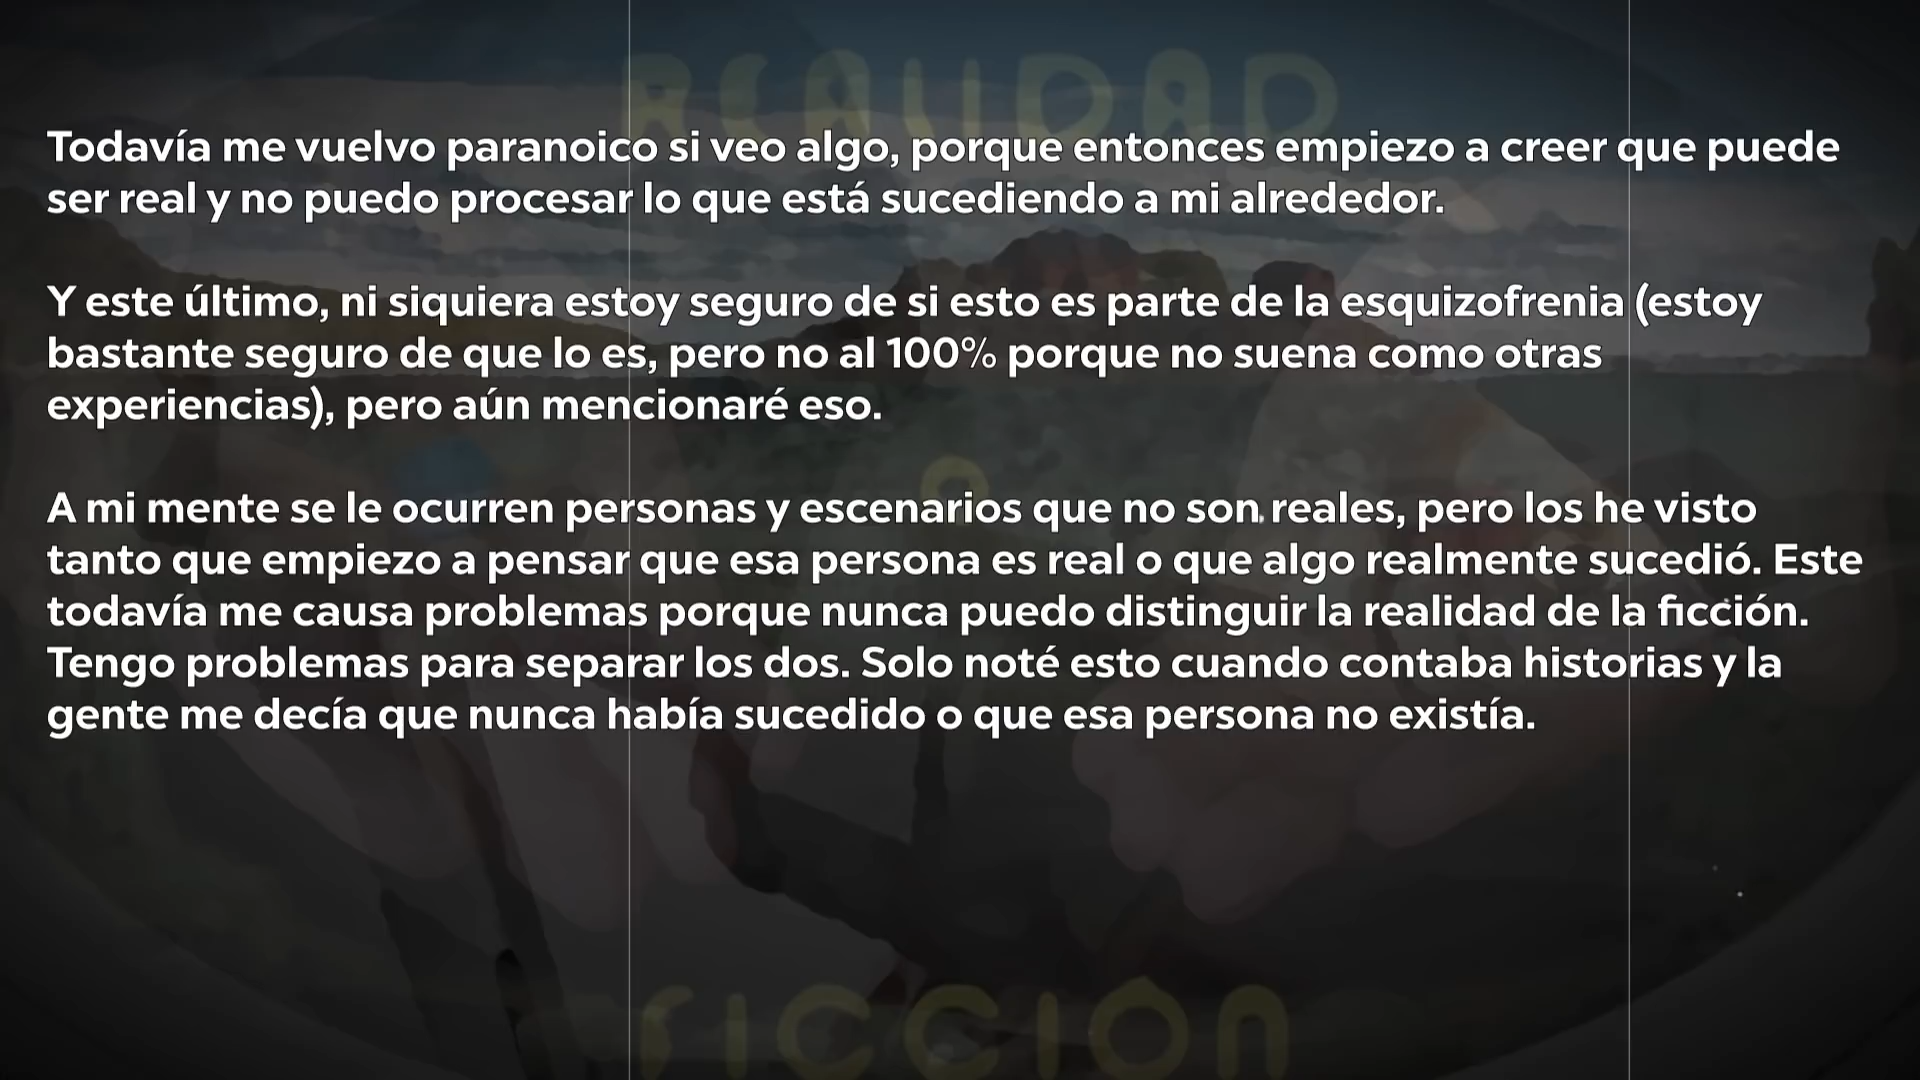 REALIDAD
Todavía me vuelvo paranoico si veo algo, porque entonces empiezo a creer que puede
ser real y no puedo procesar lo que está sucediendo a mi alrededor.
Y este último, ni siquiera estoy seguro de si esto es parte de la esquizofrenia (estoy
bastante seguro de que lo es, pero no al 100% porque no suena como otras
experiencias), pero aún mencionaré eso.
O
A mi mente se le ocurren personas y escenarios que no son reales, pero los he visto
tanto que empiezo a pensar que esa persona es real o que algo realmente sucedió. Este
todavía me causa problemas porque nunca puedo distinguir la realidad de la ficción.
Tengo problemas para separar los dos. Solo noté esto cuando contaba historias y la
gente me decía que nunca había sucedido o que esa persona no existía.
FICCIÓN